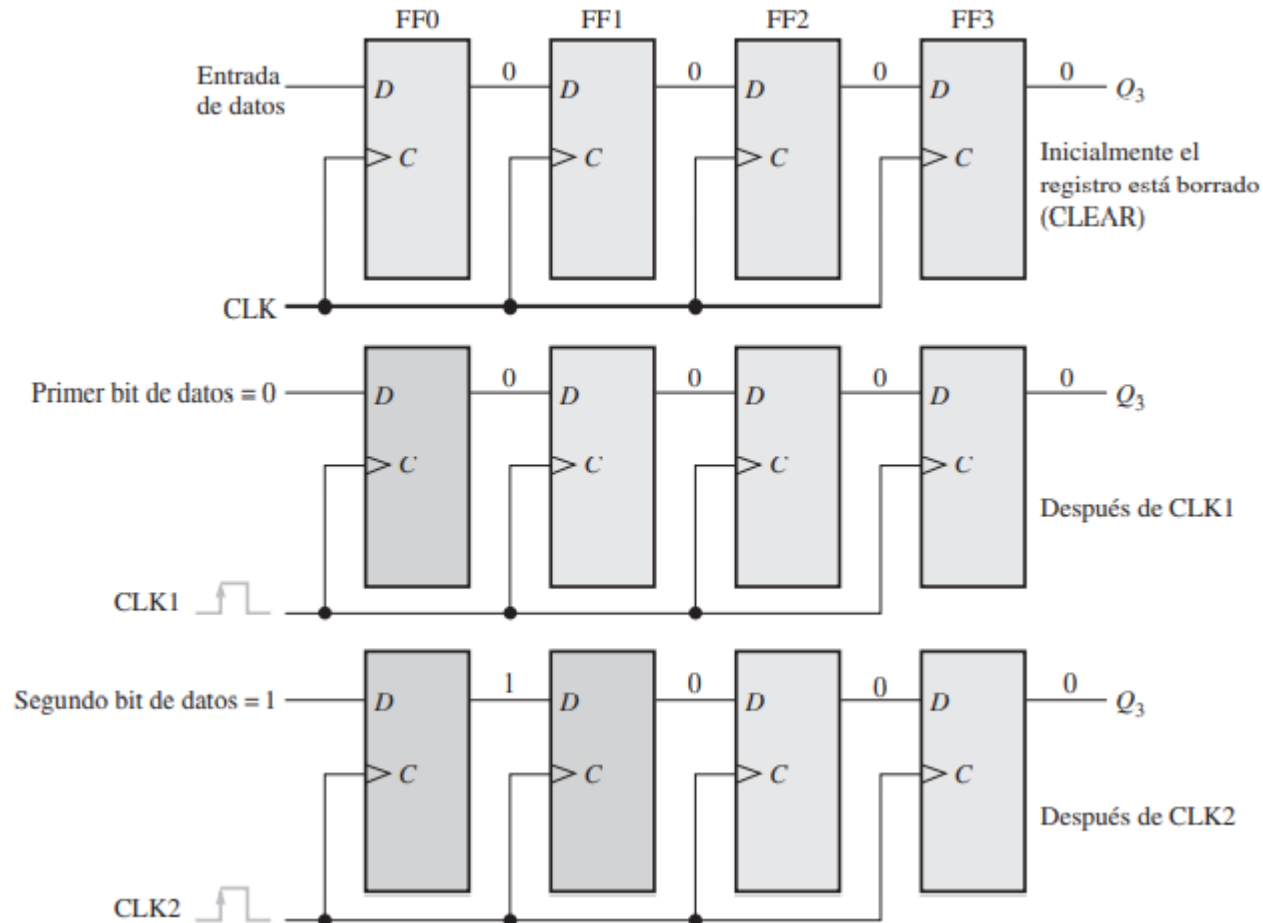 FF0 FF1 FF2 FF3
Entrada
de datos
D 0 D 0 D 0 D 0 Q3
C C C C
Inicialmente el
registro está borrado
(CLEAR)
CLK
Primer bit de datos = 0
D 0 D 0 D 0 D 0 Q3
C C C C
Después de CLK1
CLK1
Segundo bit de datos = 1
D 1 D 0 D 0 D 0 Q3
C C C C
Después de CLK2
CLK2